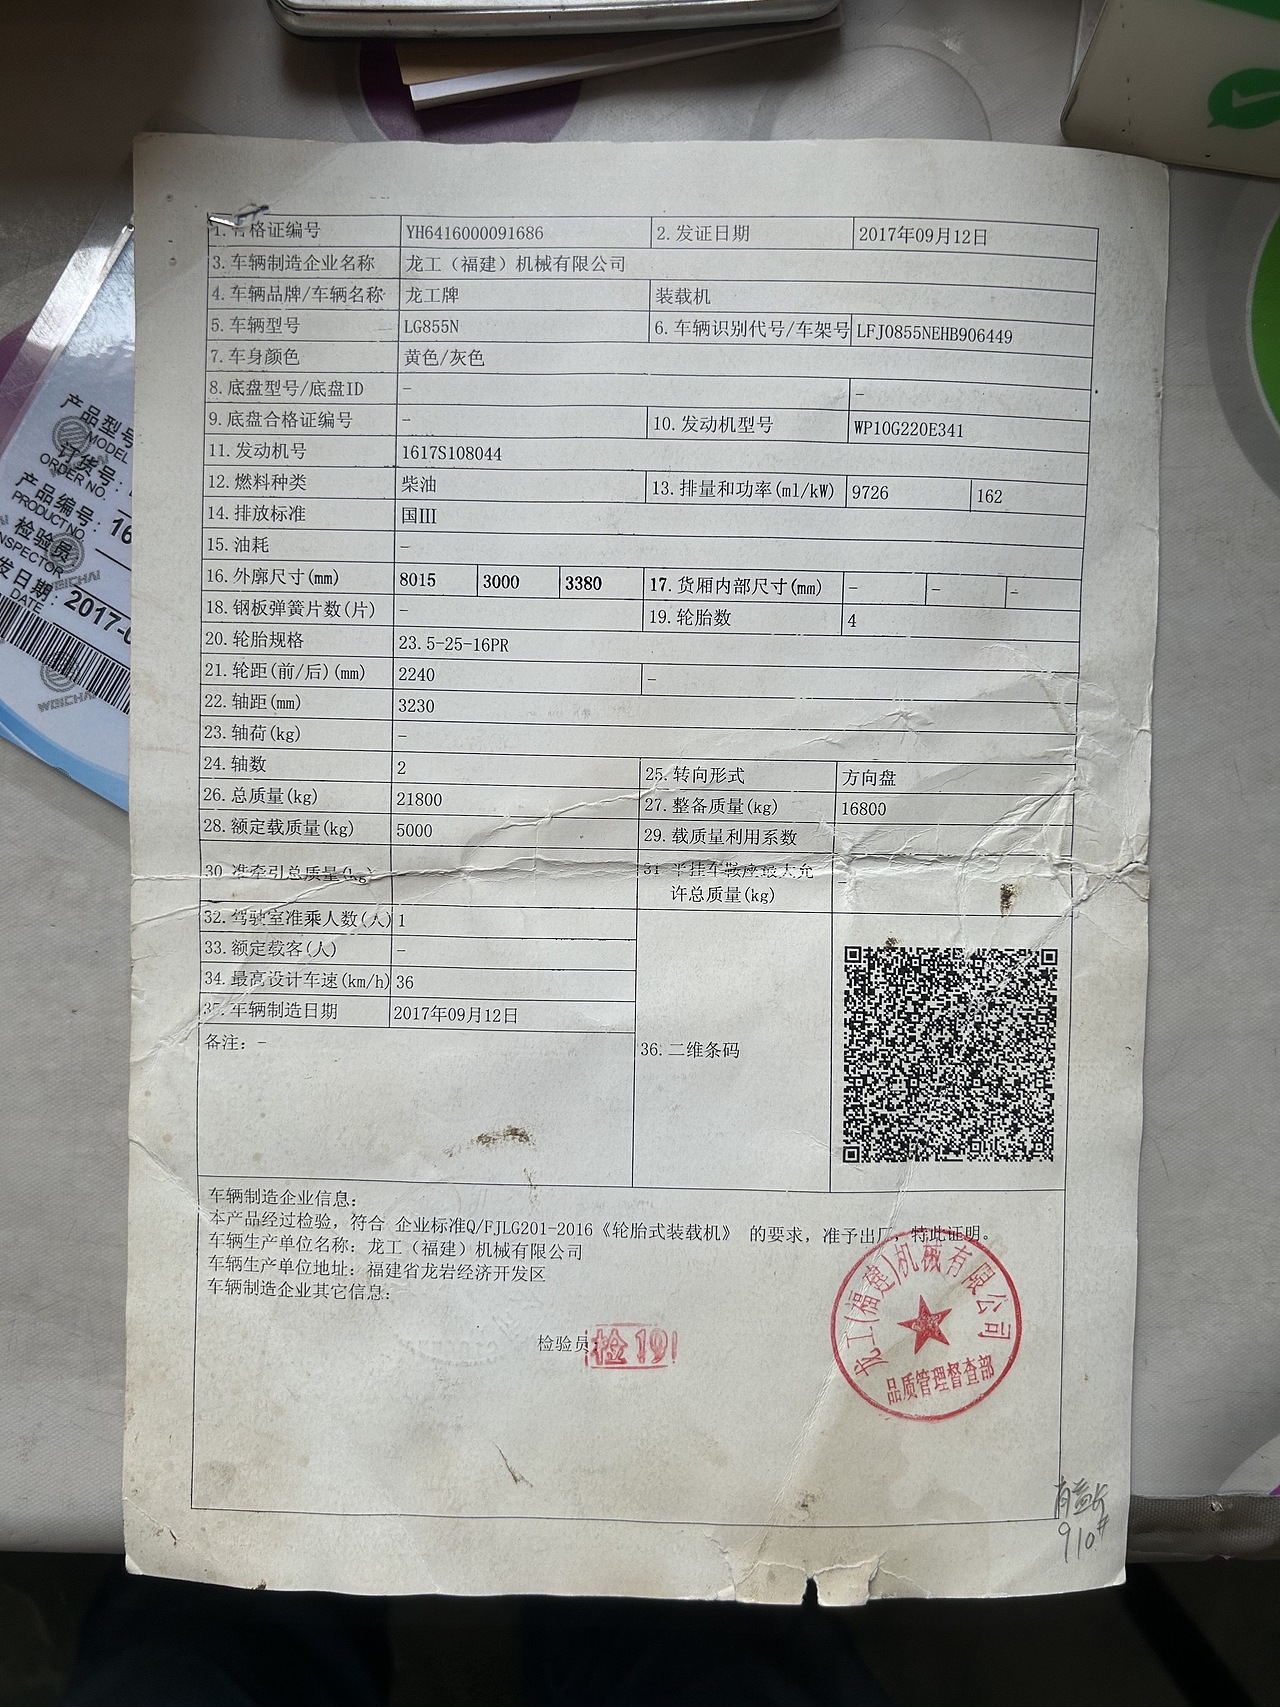 1.合格证编号 YH6416000091686 2.发证日期 2017年09月12日
3.车辆制造企业名称 龙工（福建）机械有限公司
4.车辆品牌/车辆名称 龙工牌 装载机
5.车辆型号 LG855N 6.车辆识别代号/车架号 LFJ0855NEHB906449
7.车身颜色 黄色/灰色
8.底盘型号/底盘ID - -
9.底盘合格证编号 - 10.发动机型号 WP10G220E341
11.发动机号 1617S108044
12.燃料种类 柴油 13.排量和功率(ml/kW) 9726 162
14.排放标准 国III
15.油耗 -
16.外廓尺寸(mm) 8015 3000 3380 17.货厢内部尺寸(mm) - - -
18.钢板弹簧片数(片) - 19.轮胎数 4
20.轮胎规格 23.5-25-16PR
21.轮距(前/后)(mm) 2240 -
22.轴距(mm) 3230
23.轴荷(kg) -
24.轴数 2 25.转向形式 方向盘
26.总质量(kg) 21800 27.整备质量(kg) 16800
28.额定载质量(kg) 5000 29.载质量利用系数
30.准牵引总质量(kg) 31.半挂车鞍座最大允
许总质量(kg) -
32.驾驶室准乘人数(人) 1
33.额定载客(人) -
34.最高设计车速(km/h) 36
35.车辆制造日期 2017年09月12日
备注：-
36.二维条码
车辆制造企业信息：
本产品经过检验，符合 企业标准Q/FJLG201-2016《轮胎式装载机》 的要求，准予出厂，特此证明。
车辆生产单位名称：龙工（福建）机械有限公司
车辆生产单位地址：福建省龙岩经济开发区
车辆制造企业其它信息：
检验员：检191
龙工(福建)机械有限公司
品质管理督查部
910#
产品型号
MODEL
订货号：
ORDER NO.
产品编号：16
PRODUCT NO.
检验员
INSPECTOR
发日期：2017-0
DATE
WEICHAI
WEICHAI